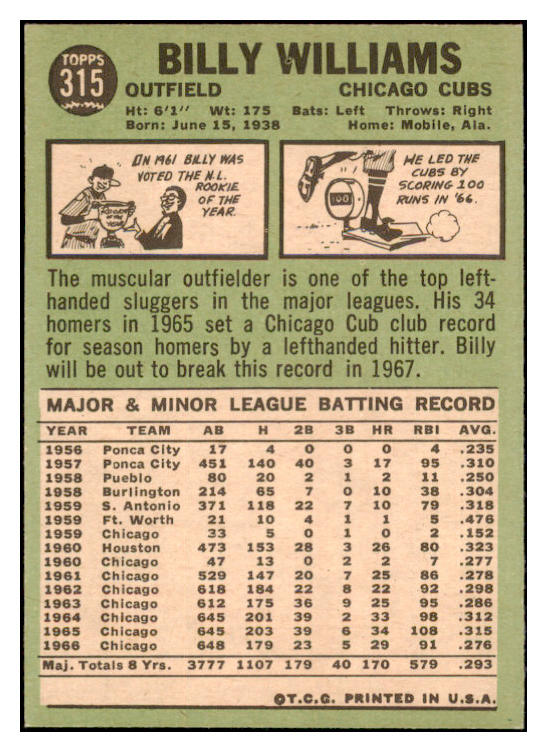 TOPPS
315
BILLY WILLIAMS
OUTFIELD CHICAGO CUBS
Ht: 6'1" Wt: 175 Bats: Left Throws: Right
Born: June 15, 1938 Home: Mobile, Ala.
IN 1961 BILLY WAS
VOTED THE N.L.
ROOKIE
OF THE
YEAR.
ROOKIE
OF THE
YEAR
HE LED THE
CUBS BY
SCORING 100
RUNS IN '66.
100
The muscular outfielder is one of the top left-
handed sluggers in the major leagues. His 34
homers in 1965 set a Chicago Cub club record
for season homers by a lefthanded hitter. Billy
will be out to break this record in 1967.
MAJOR & MINOR LEAGUE BATTING RECORD
YEAR TEAM AB H 2B 3B HR RBI AVG.
1956 Ponca City 17 4 0 0 0 4 .235
1957 Ponca City 451 140 40 3 17 95 .310
1958 Pueblo 80 20 2 1 2 11 .250
1958 Burlington 214 65 7 0 10 38 .304
1959 S. Antonio 371 118 22 7 10 79 .318
1959 Ft. Worth 21 10 4 1 1 5 .476
1959 Chicago 33 5 0 1 0 2 .152
1960 Houston 473 153 28 3 26 80 .323
1960 Chicago 47 13 0 2 2 7 .277
1961 Chicago 529 147 20 7 25 86 .278
1962 Chicago 618 184 22 8 22 92 .298
1963 Chicago 612 175 36 9 25 95 .286
1964 Chicago 645 201 39 2 33 98 .312
1965 Chicago 645 203 39 6 34 108 .315
1966 Chicago 648 179 23 5 29 91 .276
Maj. Totals 8 Yrs. 3777 1107 179 40 170 579 .293
©T.C.G. PRINTED IN U.S.A.